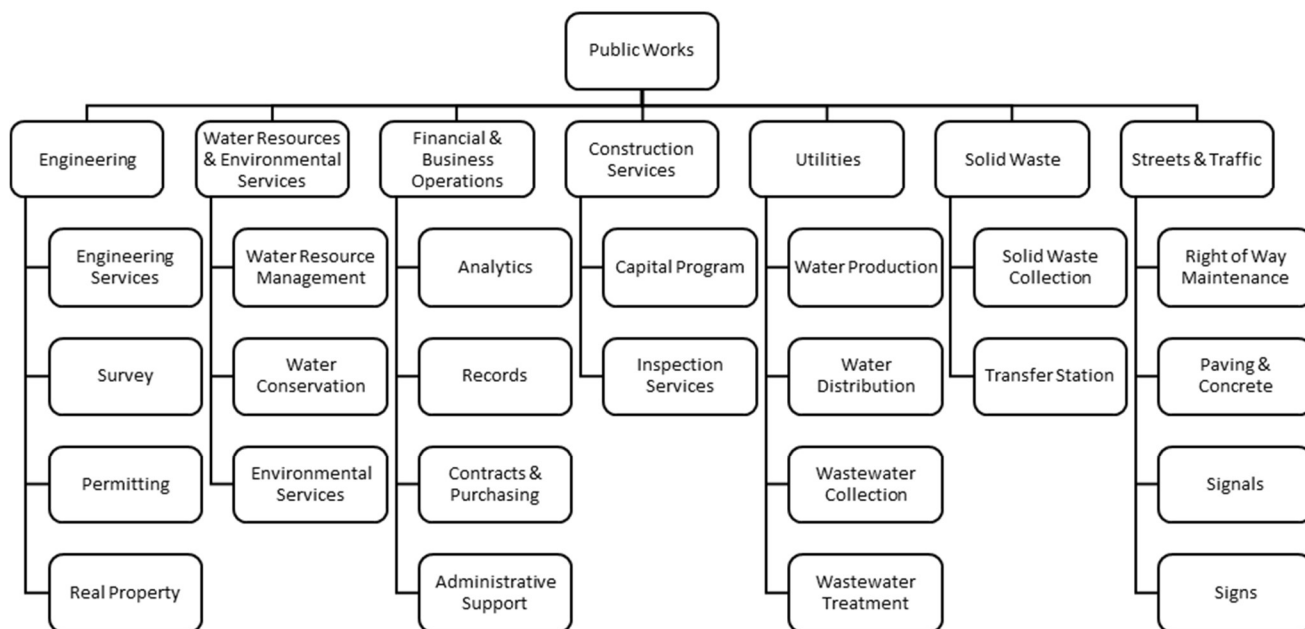 Public Works
Engineering
Water Resources
& Environmental
Services
Financial &
Business
Operations
Construction
Services
Utilities
Solid Waste
Streets & Traffic
Engineering
Services
Survey
Permitting
Real Property
Water Resource
Management
Water
Conservation
Environmental
Services
Analytics
Records
Contracts &
Purchasing
Administrative
Support
Capital Program
Inspection
Services
Water Production
Water
Distribution
Wastewater
Collection
Wastewater
Treatment
Solid Waste
Collection
Transfer Station
Right of Way
Maintenance
Paving &
Concrete
Signals
Signs